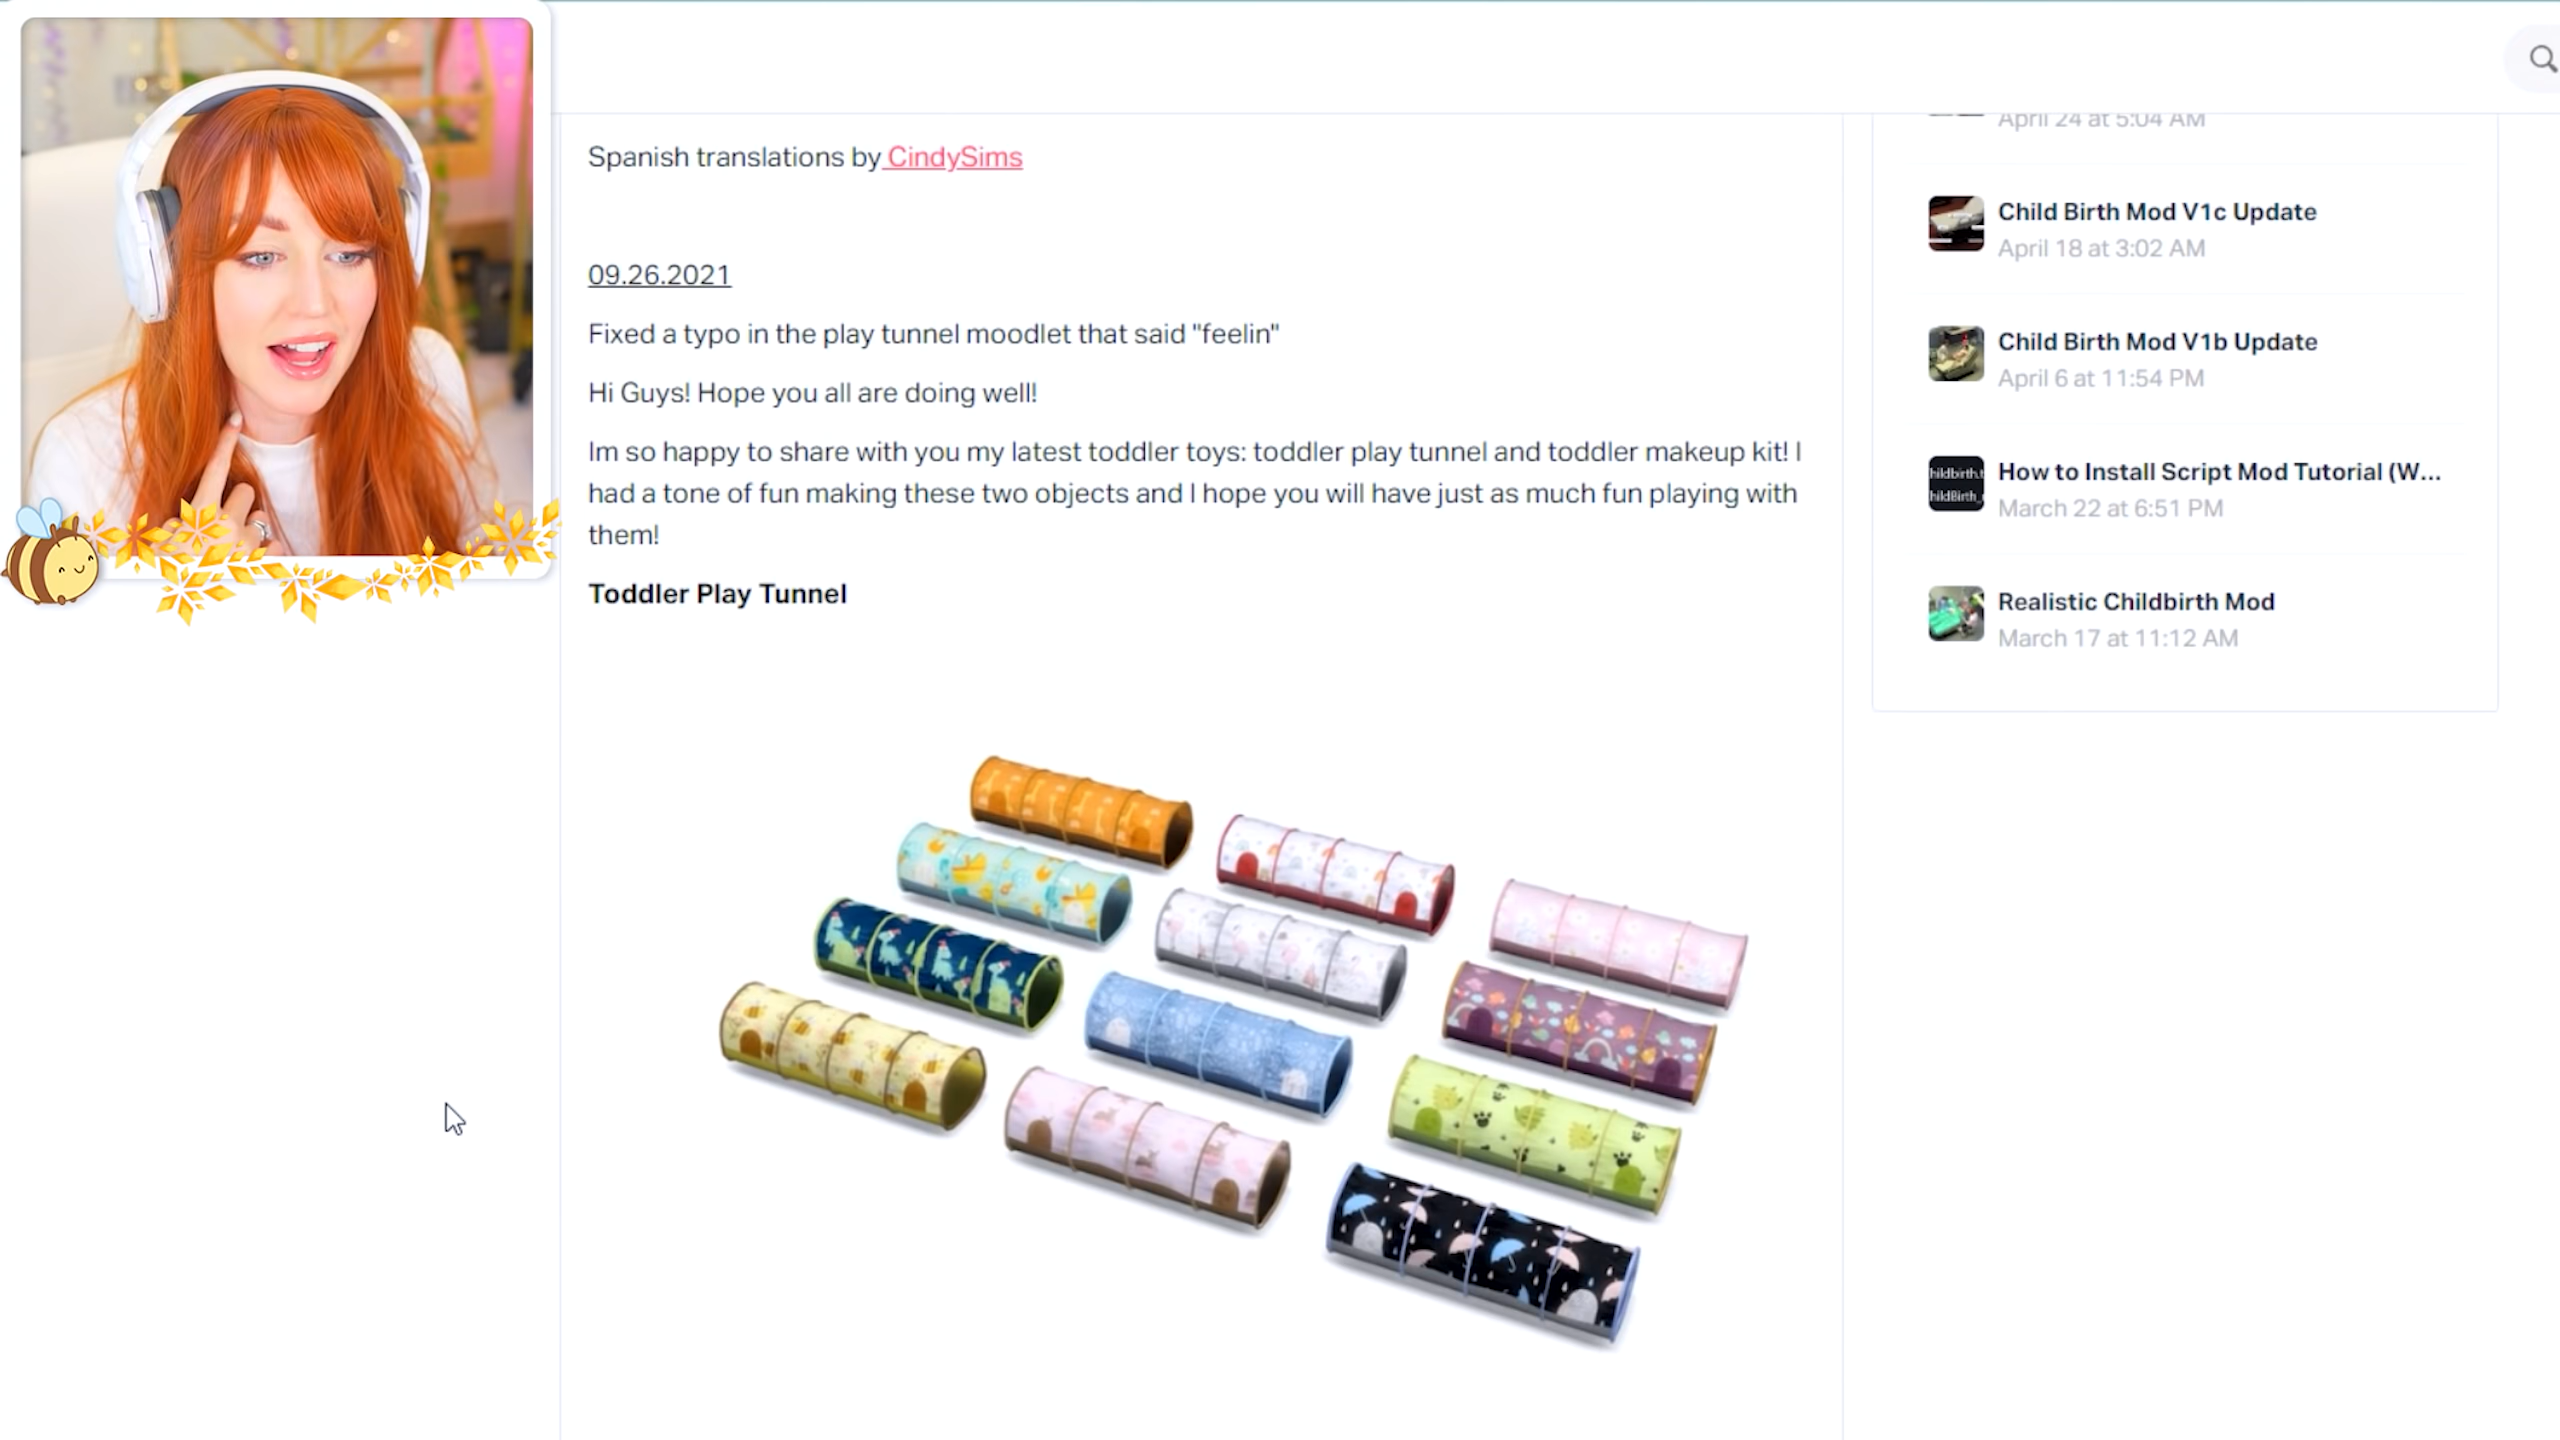 Spanish translations by CindySims
09.26.2021
Fixed a typo in the play tunnel moodlet that said "feelin"
Hi Guys! Hope you all are doing well!
Im so happy to share with you my latest toddler toys: toddler play tunnel and toddler makeup kit! I
had a tone of fun making these two objects and I hope you will have just as much fun playing with
them!
Toddler Play Tunnel
April 24 at 5:04 AM
Child Birth Mod V1c Update
April 18 at 3:02 AM
Child Birth Mod V1b Update
April 6 at 11:54 PM
hildbirth.t
hildBirth_
How to Install Script Mod Tutorial (W...
March 22 at 6:51 PM
Realistic Childbirth Mod
March 17 at 11:12 AM